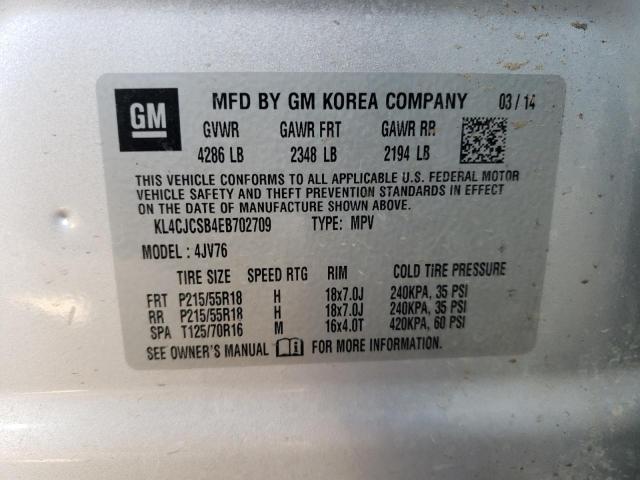 GM MFD BY GM KOREA COMPANY 03/14
GVWR GAWR FRT GAWR RR
4286 LB 2348 LB 2194 LB
THIS VEHICLE CONFORMS TO ALL APPLICABLE U.S. FEDERAL MOTOR
VEHICLE SAFETY AND THEFT PREVENTION STANDARDS IN EFFECT
ON THE DATE OF MANUFACTURE SHOWN ABOVE.
KL4CJCSB4EB702709 TYPE: MPV
MODEL: 4JV76
TIRE SIZE SPEED RTG RIM COLD TIRE PRESSURE
FRT P215/55R18 H 18x7.0J 240KPA, 35 PSI
RR P215/55R18 H 18x7.0J 240KPA, 35 PSI
SPA T125/70R16 M 16x4.0T 420KPA, 60 PSI
SEE OWNER'S MANUAL FOR MORE INFORMATION.